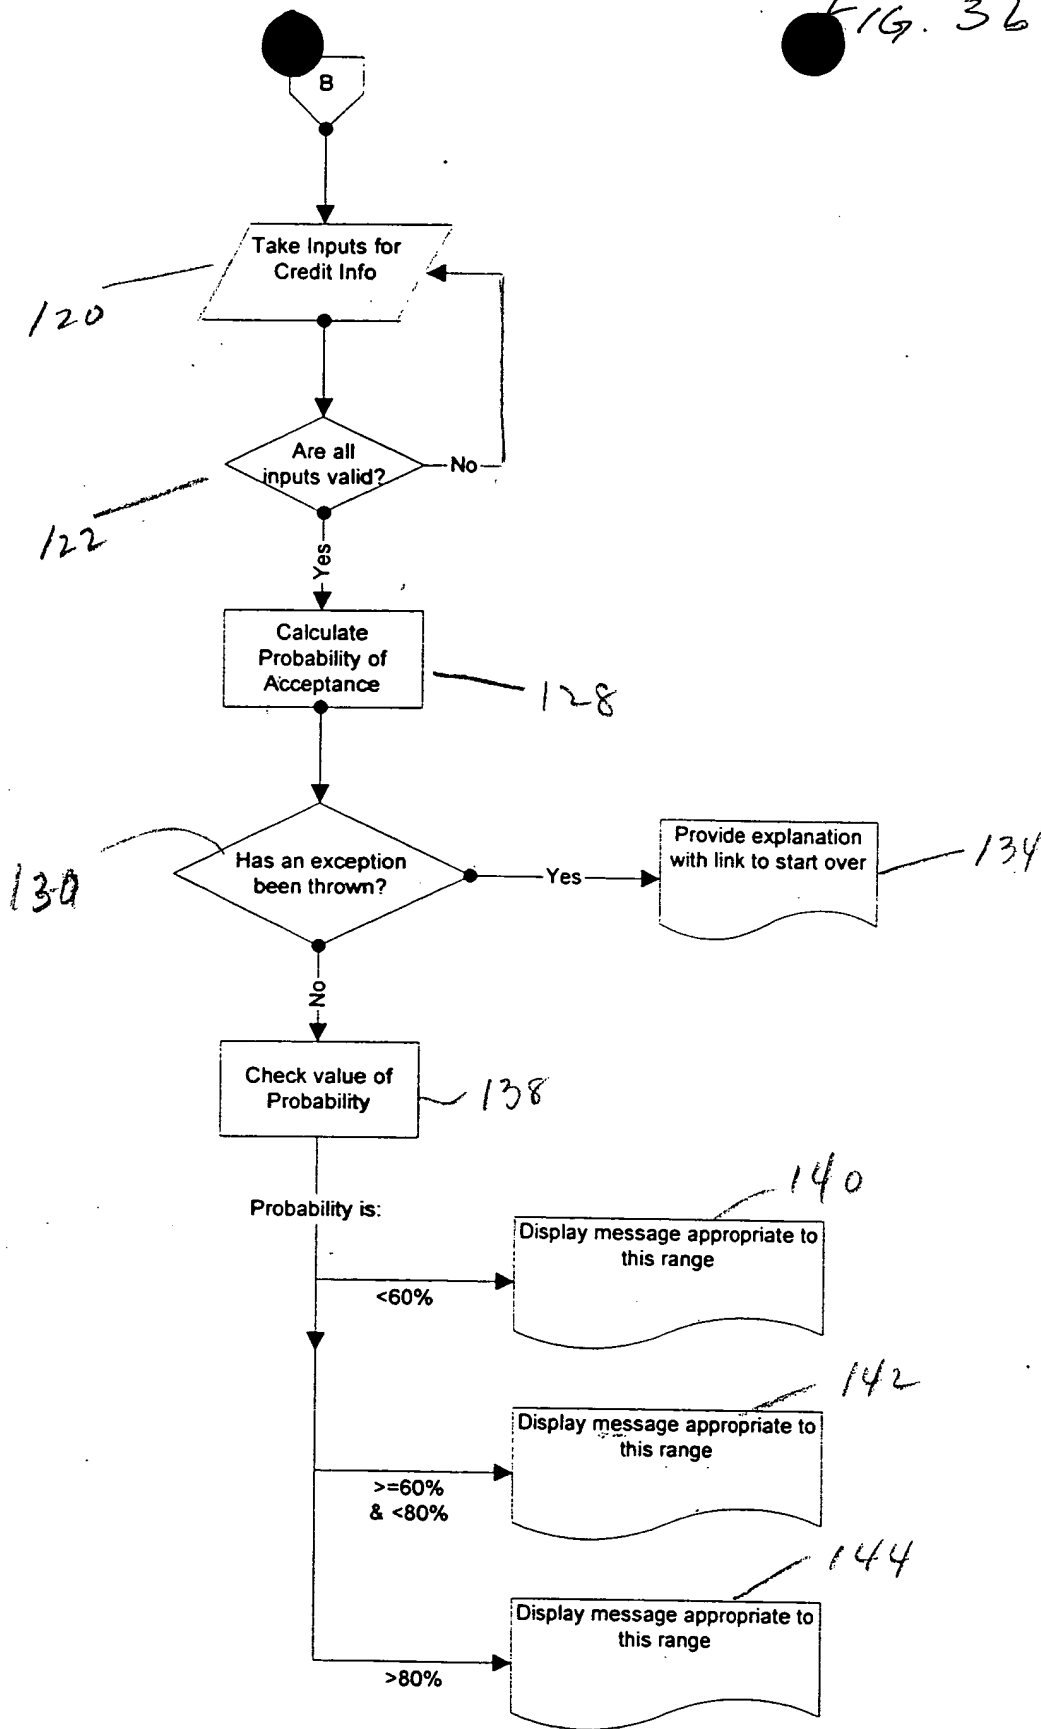 FIG. 3b
B
Take Inputs for
Credit Info
120
Are all
inputs valid?
No
122
Yes
Calculate
Probability of
Acceptance
128
Has an exception
been thrown?
130
Yes
Provide explanation
with link to start over
134
No
Check value of
Probability
138
Probability is:
140
Display message appropriate to
this range
<60%
142
Display message appropriate to
this range
>=60%
& <80%
144
Display message appropriate to
this range
>80%